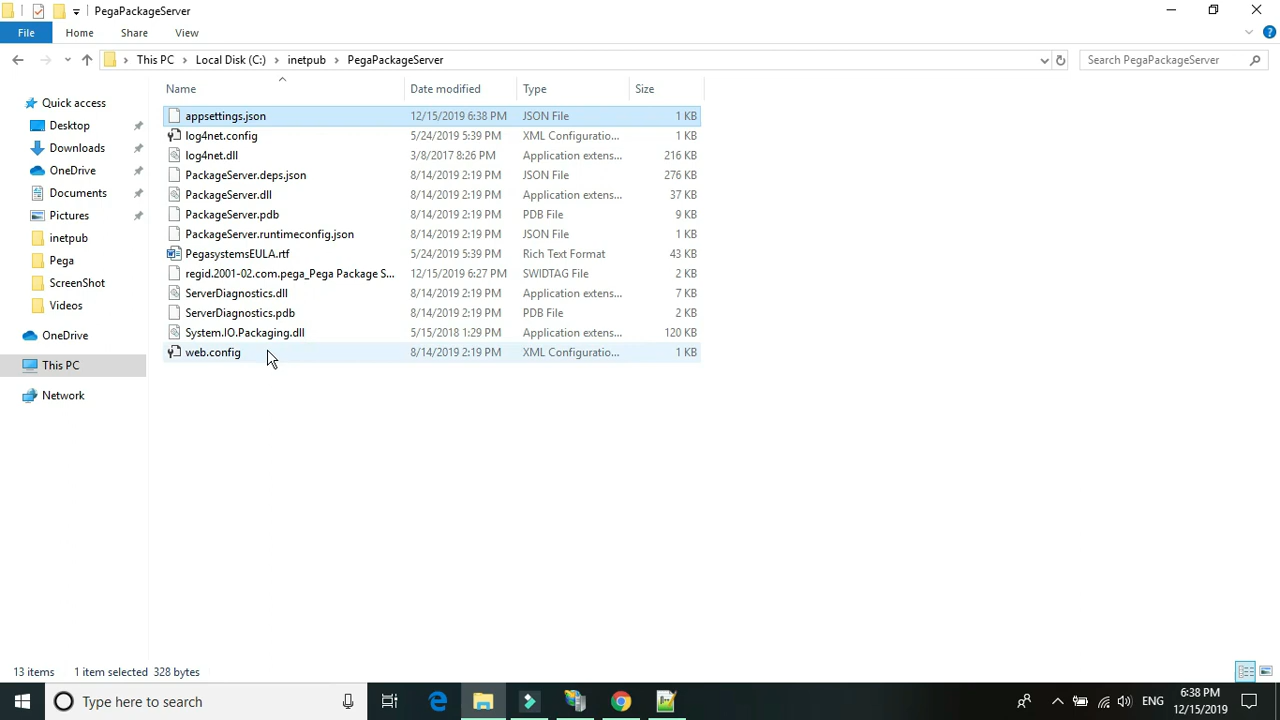 PegaPackageServer
File Home Share View
This PC Local Disk (C:) inetpub PegaPackageServer Search PegaPackageServer
Name Date modified Type Size
Quick access
Desktop
Downloads
OneDrive
Documents
Pictures
inetpub
Pega
ScreenShot
Videos
OneDrive
This PC
Network
appsettings.json 12/15/2019 6:38 PM JSON File 1 KB
log4net.config 5/24/2019 5:39 PM XML Configuratio... 1 KB
log4net.dll 3/8/2017 8:26 PM Application extens... 216 KB
PackageServer.deps.json 8/14/2019 2:19 PM JSON File 276 KB
PackageServer.dll 8/14/2019 2:19 PM Application extens... 37 KB
PackageServer.pdb 8/14/2019 2:19 PM PDB File 9 KB
PackageServer.runtimeconfig.json 8/14/2019 2:19 PM JSON File 1 KB
PegasystemsEULA.rtf 5/24/2019 5:39 PM Rich Text Format 43 KB
regid.2001-02.com.pega_Pega Package S... 12/15/2019 6:27 PM SWIDTAG File 2 KB
ServerDiagnostics.dll 8/14/2019 2:19 PM Application extens... 7 KB
ServerDiagnostics.pdb 8/14/2019 2:19 PM PDB File 2 KB
System.IO.Packaging.dll 5/15/2018 1:29 PM Application extens... 120 KB
web.config 8/14/2019 2:19 PM XML Configuratio... 1 KB
13 items 1 item selected 328 bytes
Type here to search
ENG
6:38 PM
12/15/2019